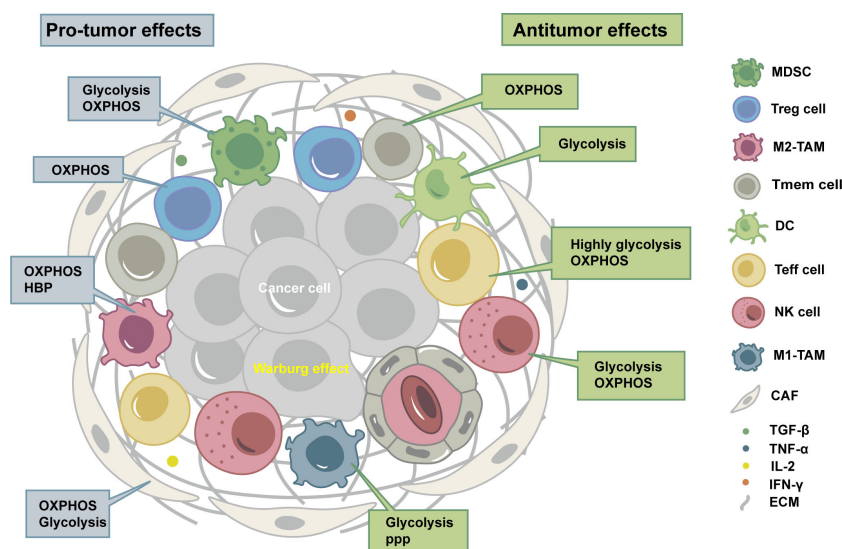 Pro-tumor effects
Antitumor effects
Glycolysis
OXPHOS
OXPHOS
Glycolysis
OXPHOS
Highly glycolysis
OXPHOS
OXPHOS
HBP
Cancer cell
Warburg effect
Glycolysis
OXPHOS
OXPHOS
Glycolysis
Glycolysis
ppp
MDSC
Treg cell
M2-TAM
Tmem cell
DC
Teff cell
NK cell
M1-TAM
CAF
TGF-β
TNF-α
IL-2
IFN-γ
ECM